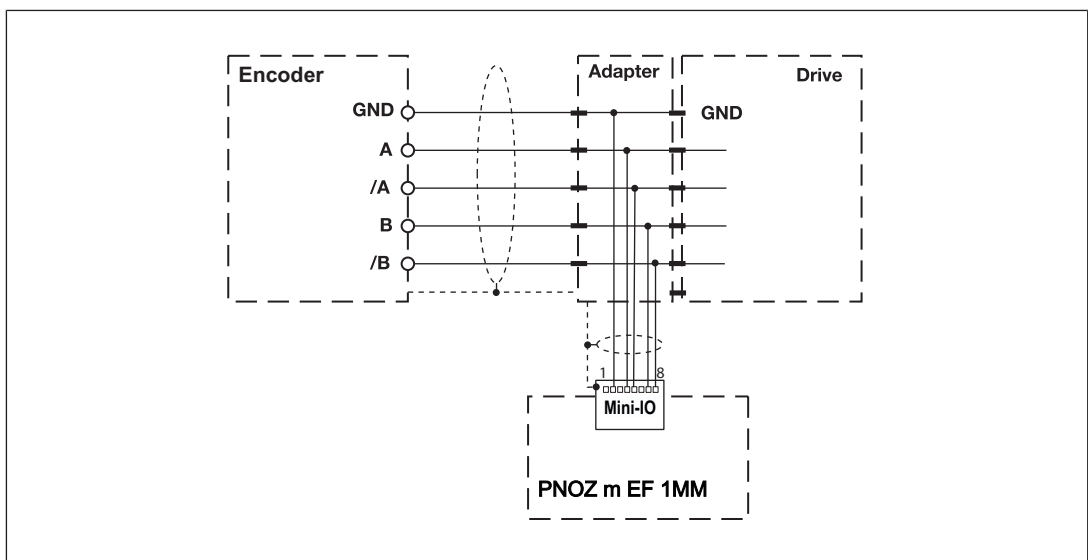 Encoder
Adapter
Drive
GND
GND
A
/A
B
/B
1
8
Mini-IO
PNOZ m EF 1MM